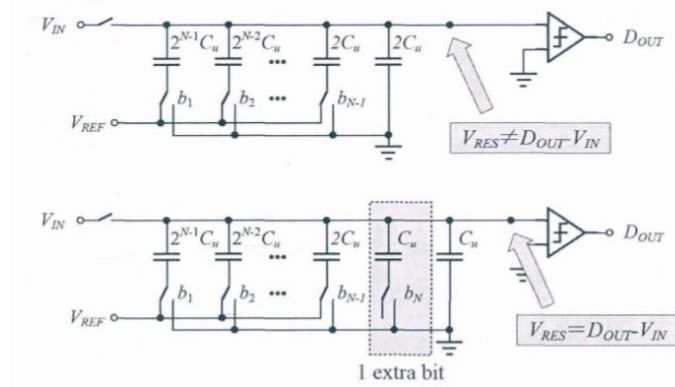 V_IN 2^{N-1}C_u 2^{N-2}C_u ... 2C_u 2C_u D_OUT
b_1 b_2 ... b_{N-1}
V_REF
V_RES≠D_OUT-V_IN
V_IN 2^{N-1}C_u 2^{N-2}C_u ... 2C_u C_u C_u D_OUT
b_1 b_2 ... b_{N-1} b_N
V_REF
V_RES=D_OUT-V_IN
1 extra bit